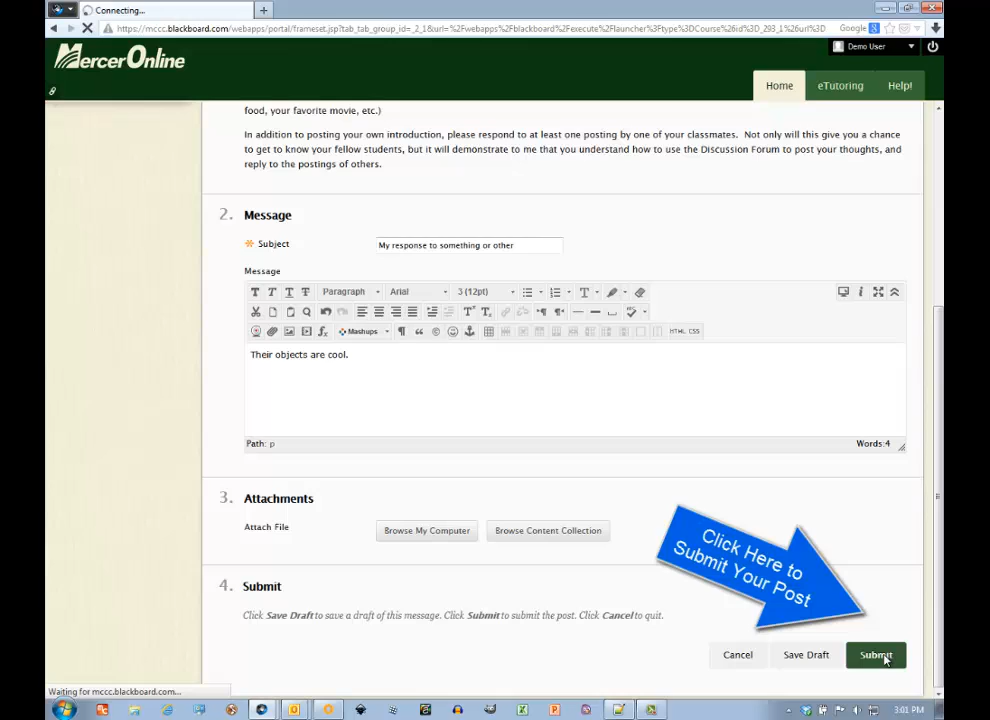 Connecting...
https://mccc.blackboard.com/webapps/portal/frameset.jsp?tab_tab_group_id=_2_1&url=%2Fwebapps%2Fblackboard%2Fexecute%2Flauncher%3Ftype%3DCourse%26id%3D_293_1%26url%3D
Google
Demo User
MercerOnline
Home
eTutoring
Help!
food, your favorite movie, etc.)
In addition to posting your own introduction, please respond to at least one posting by one of your classmates. Not only will this give you a chance
to get to know your fellow students, but it will demonstrate to me that you understand how to use the Discussion Forum to post your thoughts, and
reply to the postings of others.
2. Message
Subject
My response to something or other
Message
Paragraph
Arial
3 (12pt)
Mashups
HTML CSS
Their objects are cool.
Path: p
Words:4
3. Attachments
Attach File
Browse My Computer
Browse Content Collection
Click Here to
Submit Your Post
4. Submit
Click Save Draft to save a draft of this message. Click Submit to submit the post. Click Cancel to quit.
Cancel
Save Draft
Submit
Waiting for mccc.blackboard.com...
3:01 PM